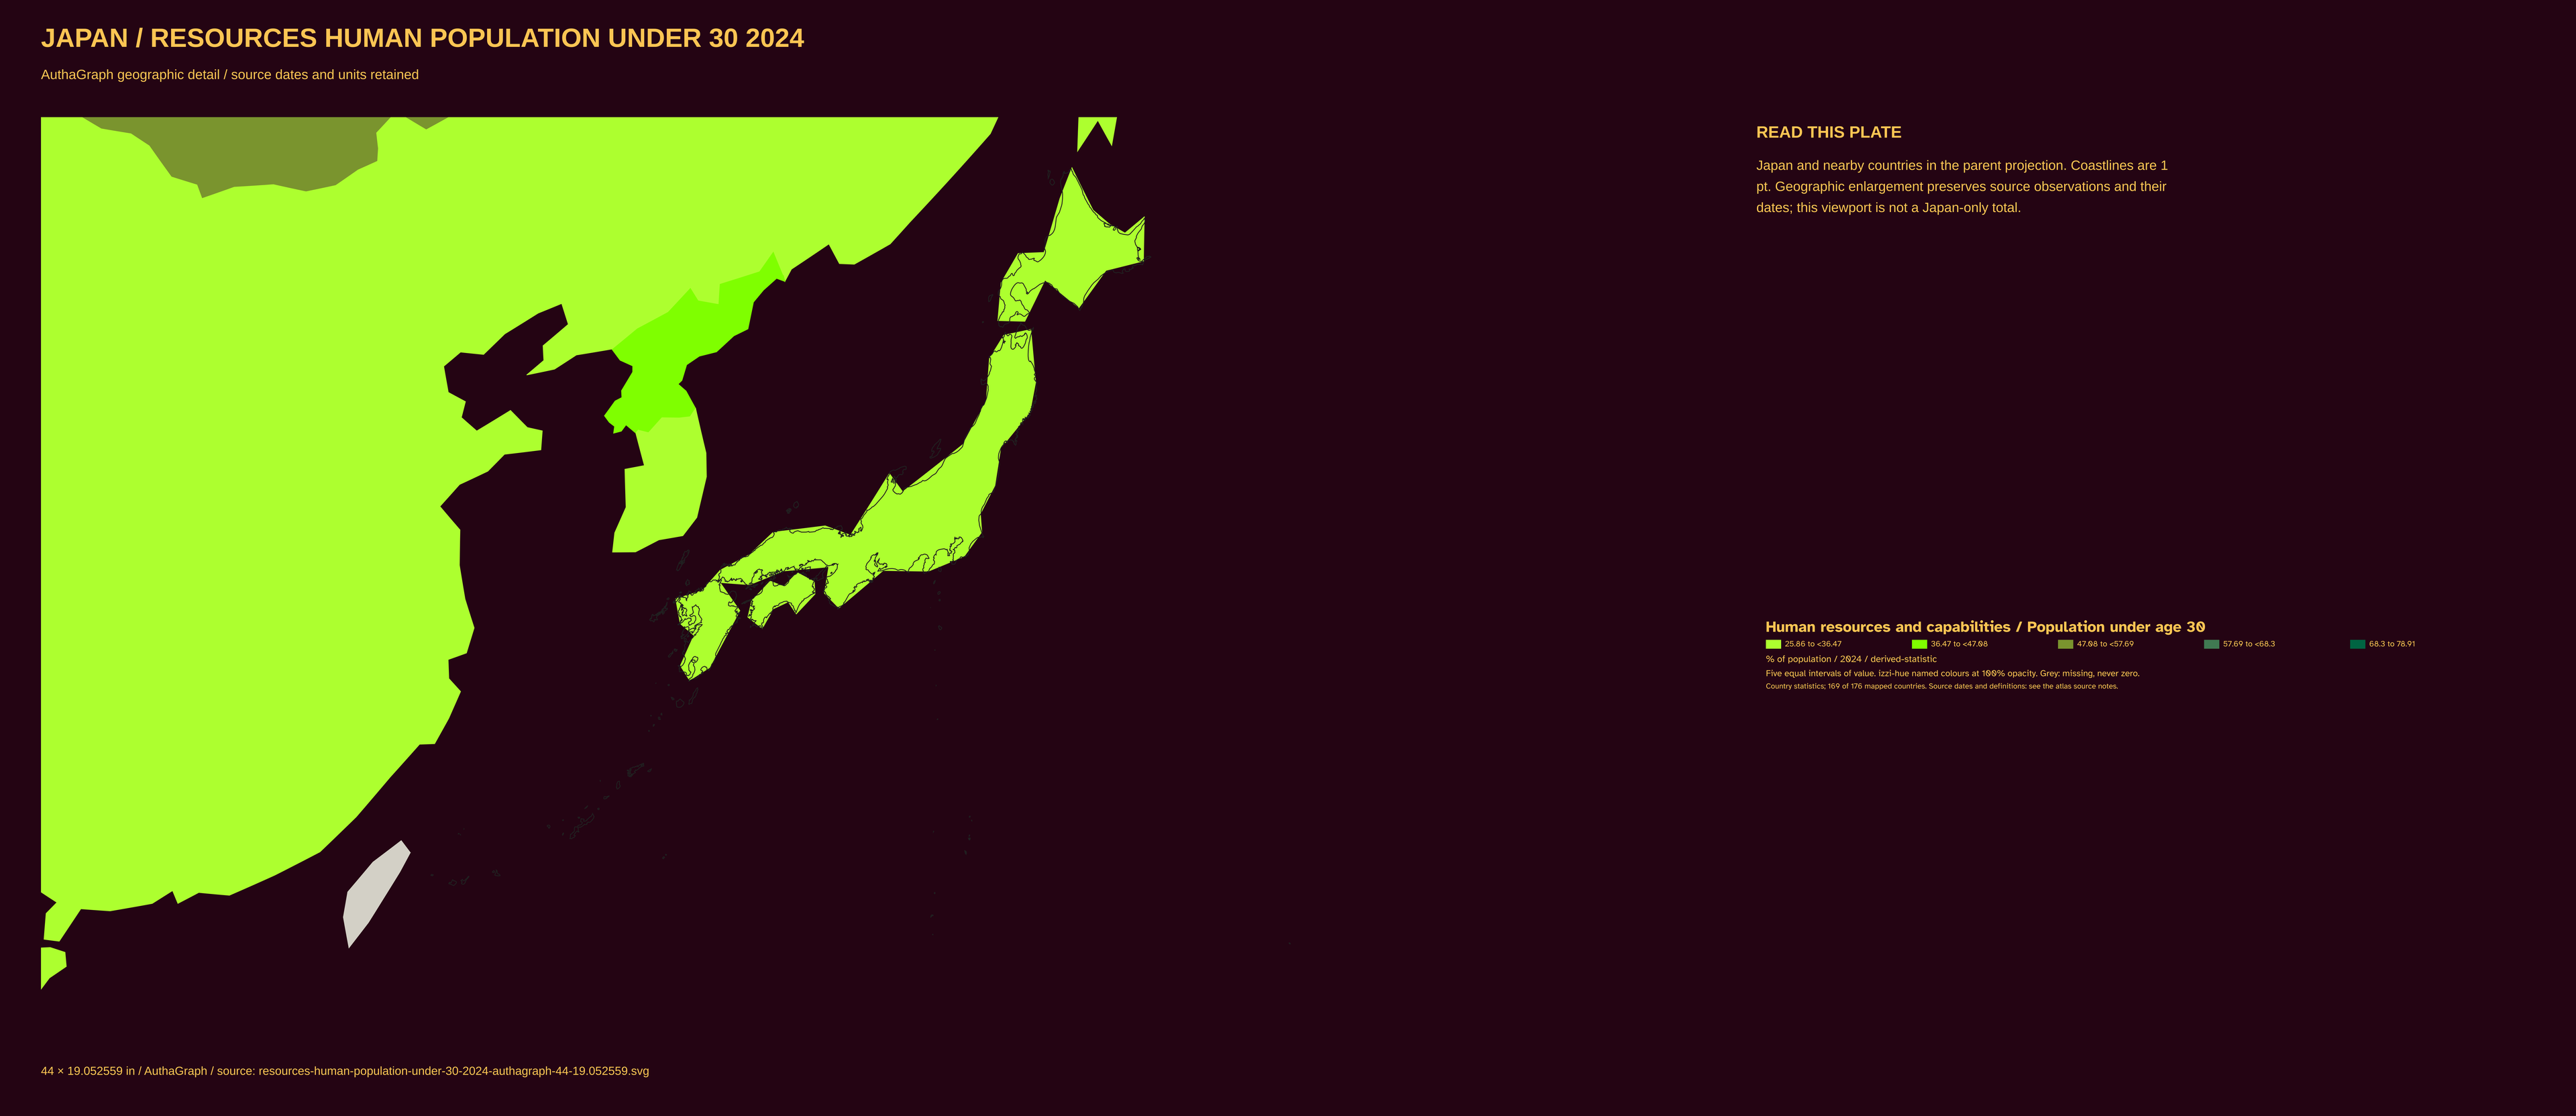 JAPAN / RESOURCES HUMAN POPULATION UNDER 30 2024
AuthaGraph geographic detail / source dates and units retained
READ THIS PLATE
Japan and nearby countries in the parent projection. Coastlines are 1
pt. Geographic enlargement preserves source observations and their
dates; this viewport is not a Japan-only total.
Human resources and capabilities / Population under age 30
25.86 to <36.47 36.47 to <47.08 47.08 to <57.69 57.69 to <68.3 68.3 to 78.91
% of population / 2024 / derived-statistic
Five equal intervals of value. izzi-hue named colours at 100% opacity. Grey: missing, never zero.
Country statistics; 169 of 176 mapped countries. Source dates and definitions: see the atlas source notes.
44 × 19.052559 in / AuthaGraph / source: resources-human-population-under-30-2024-authagraph-44-19.052559.svg